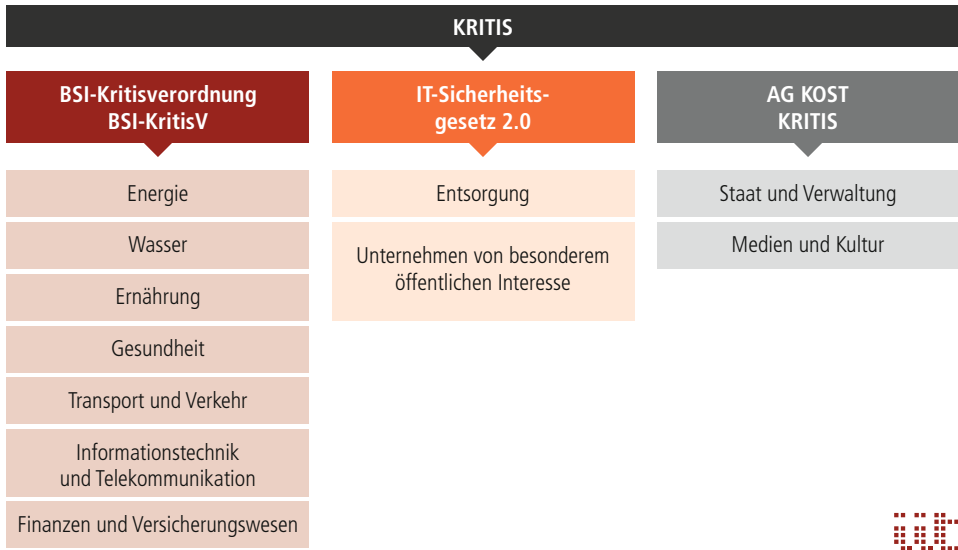 KRITIS
BSI-Kritisverordnung
BSI-KritisV
Energie
Wasser
Ernährung
Gesundheit
Transport und Verkehr
Informationstechnik
und Telekommunikation
Finanzen und Versicherungswesen
IT-Sicherheits-
gesetz 2.0
Entsorgung
Unternehmen von besonderem
öffentlichen Interesse
AG KOST
KRITIS
Staat und Verwaltung
Medien und Kultur